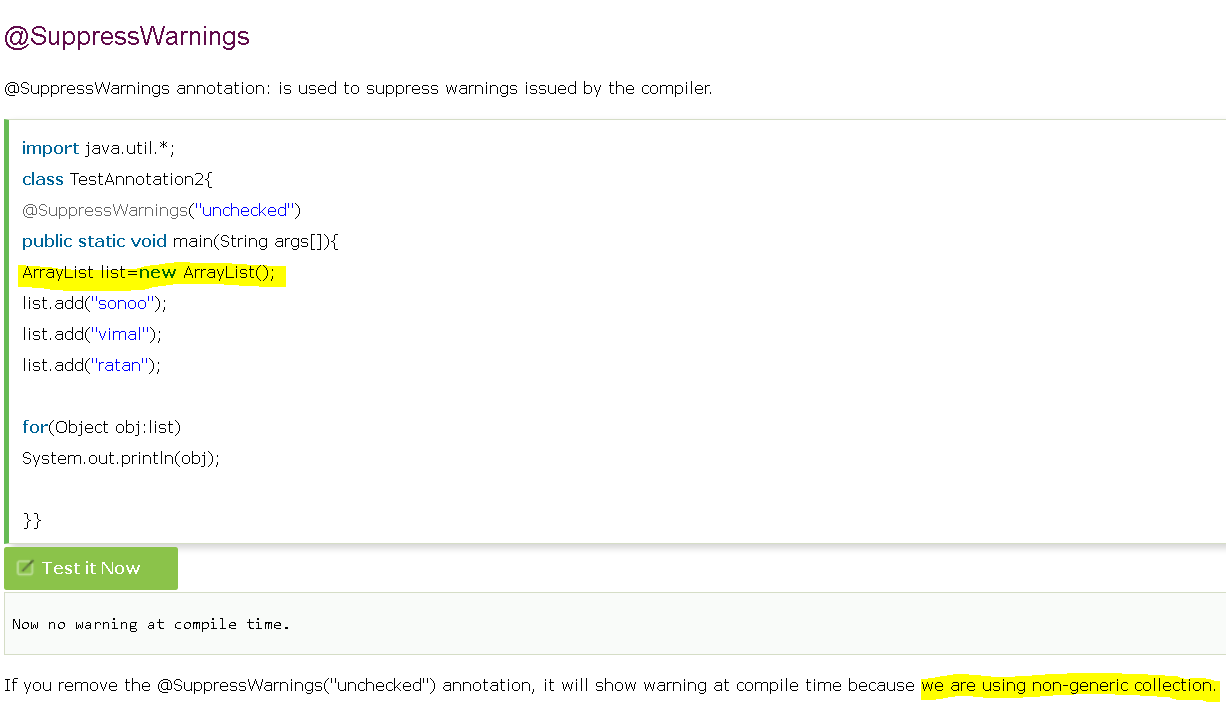 @SuppressWarnings
@SuppressWarnings annotation: is used to suppress warnings issued by the compiler.
import java.util.*;
class TestAnnotation2{
@SuppressWarnings("unchecked")
public static void main(String args[]){
ArrayList list=new ArrayList();
list.add("sonoo");
list.add("vimal");
list.add("ratan");
for(Object obj:list)
System.out.println(obj);
}}
Test it Now
Now no warning at compile time.
If you remove the @SuppressWarnings("unchecked") annotation, it will show warning at compile time because we are using non-generic collection.